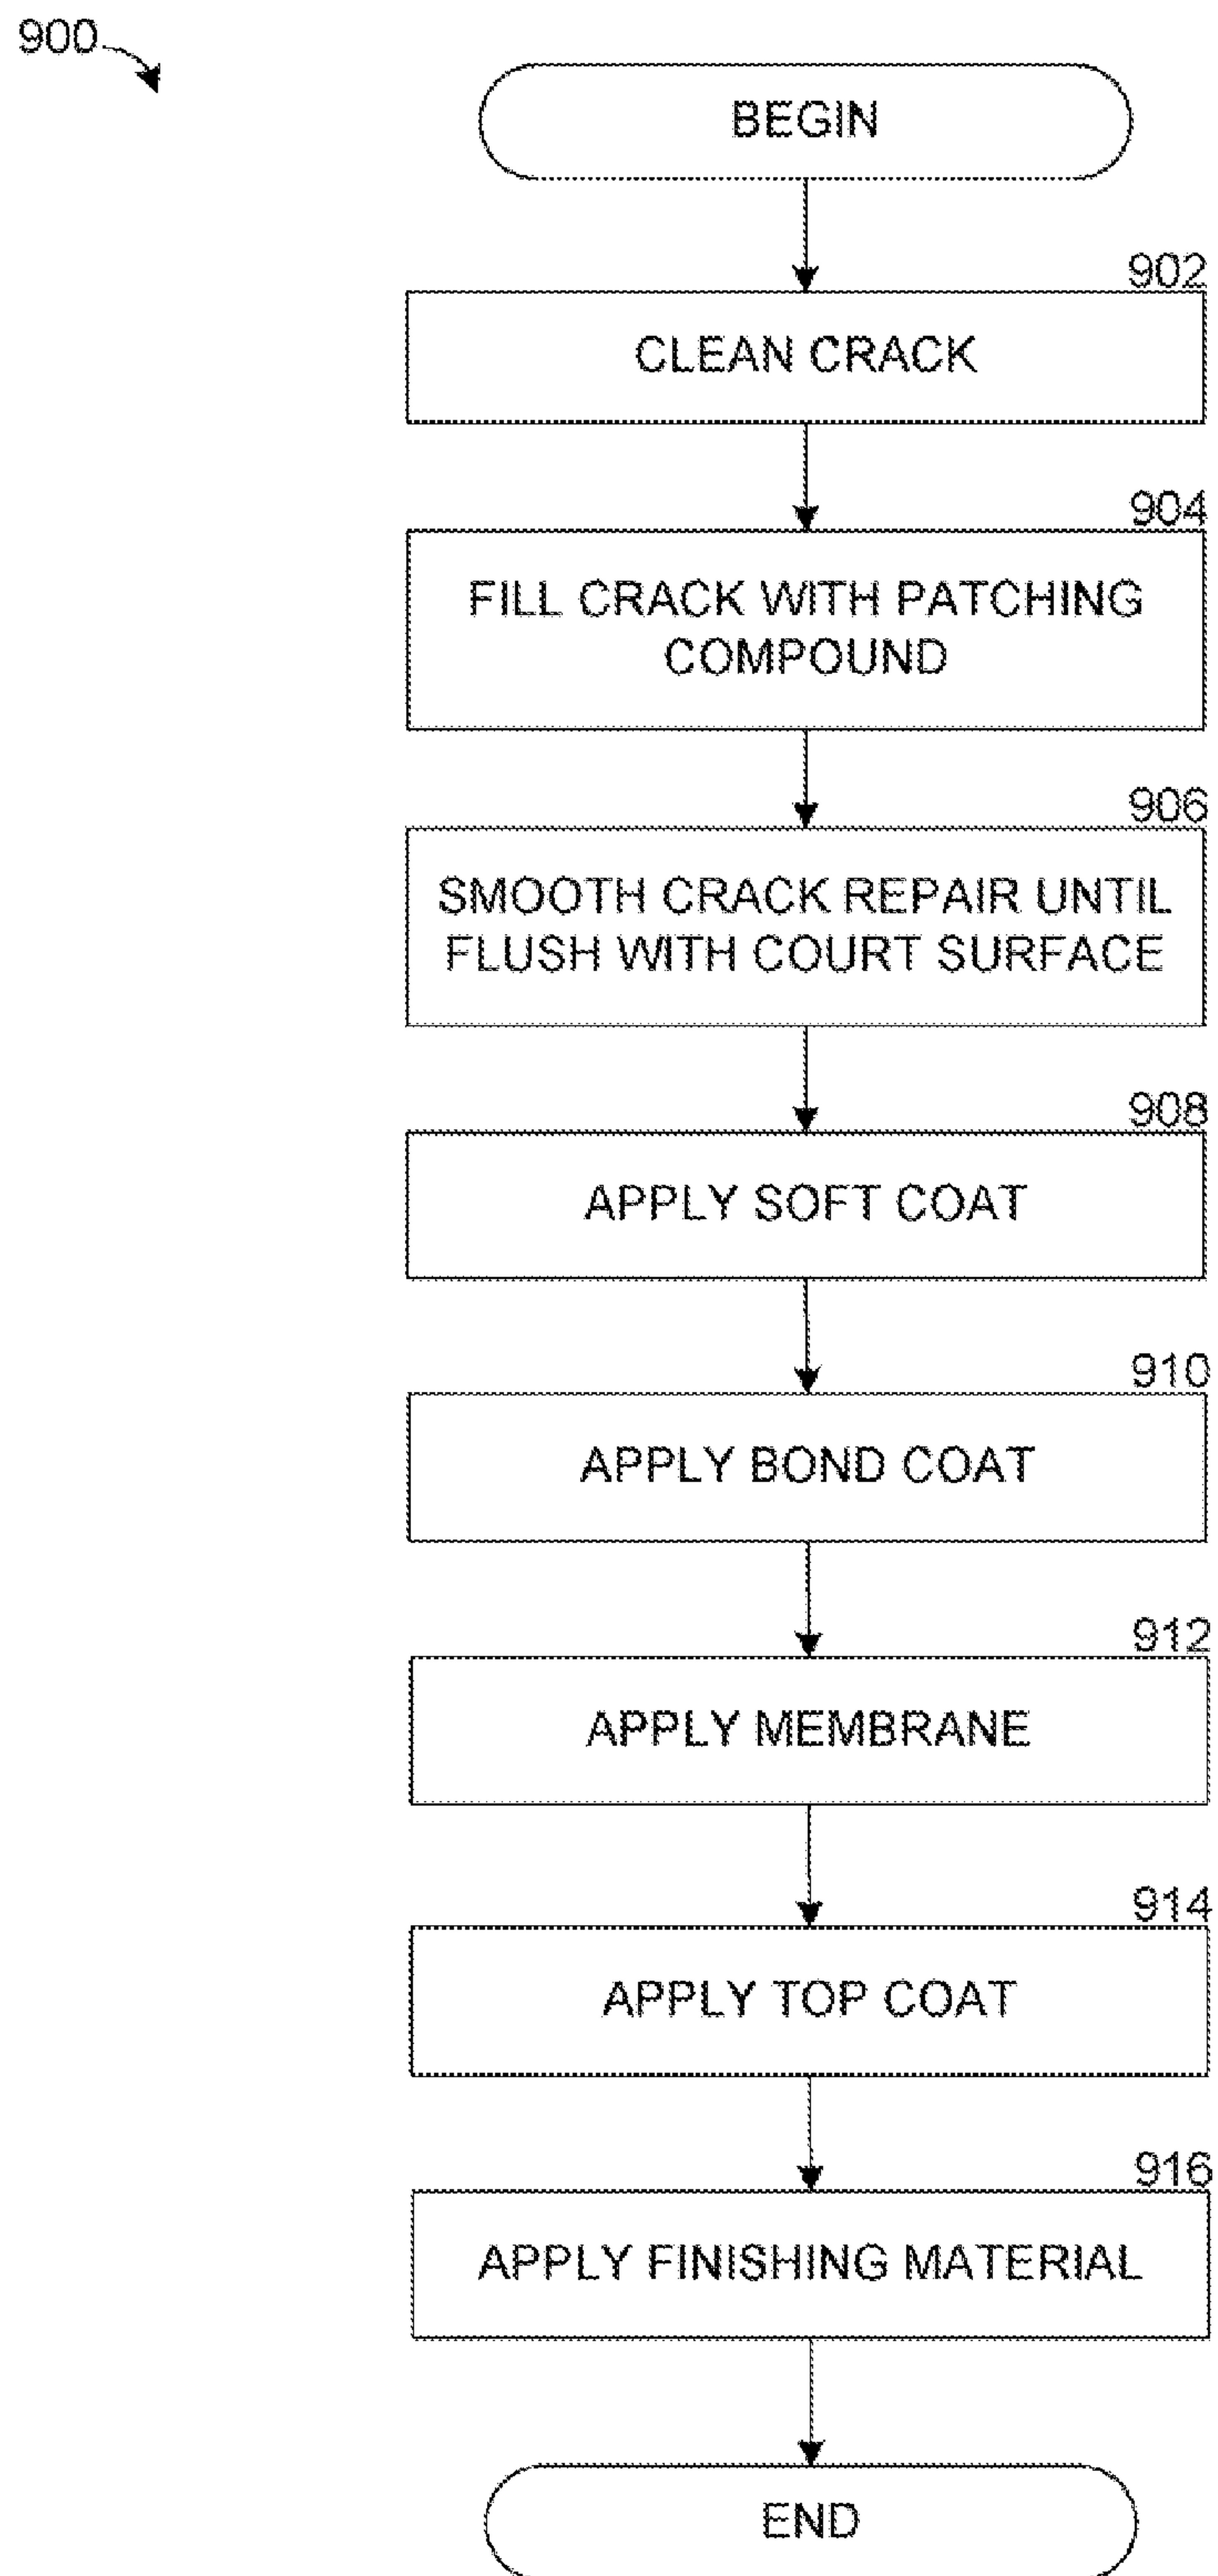 900
BEGIN
902
CLEAN CRACK
904
FILL CRACK WITH PATCHING
COMPOUND
906
SMOOTH CRACK REPAIR UNTIL
FLUSH WITH COURT SURFACE
908
APPLY SOFT COAT
910
APPLY BOND COAT
912
APPLY MEMBRANE
914
APPLY TOP COAT
916
APPLY FINISHING MATERIAL
END